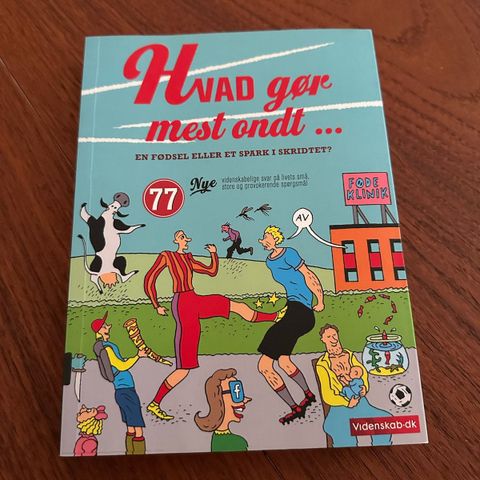 Hvad gør
mest ondt ...
EN FØDSEL ELLER ET SPARK I SKRIDTET?
77
Nye
videnskabelige svar på livets små,
store og provokerende spørgsmål
FØDE
KLINIK
AV
f
Videnskab.dk